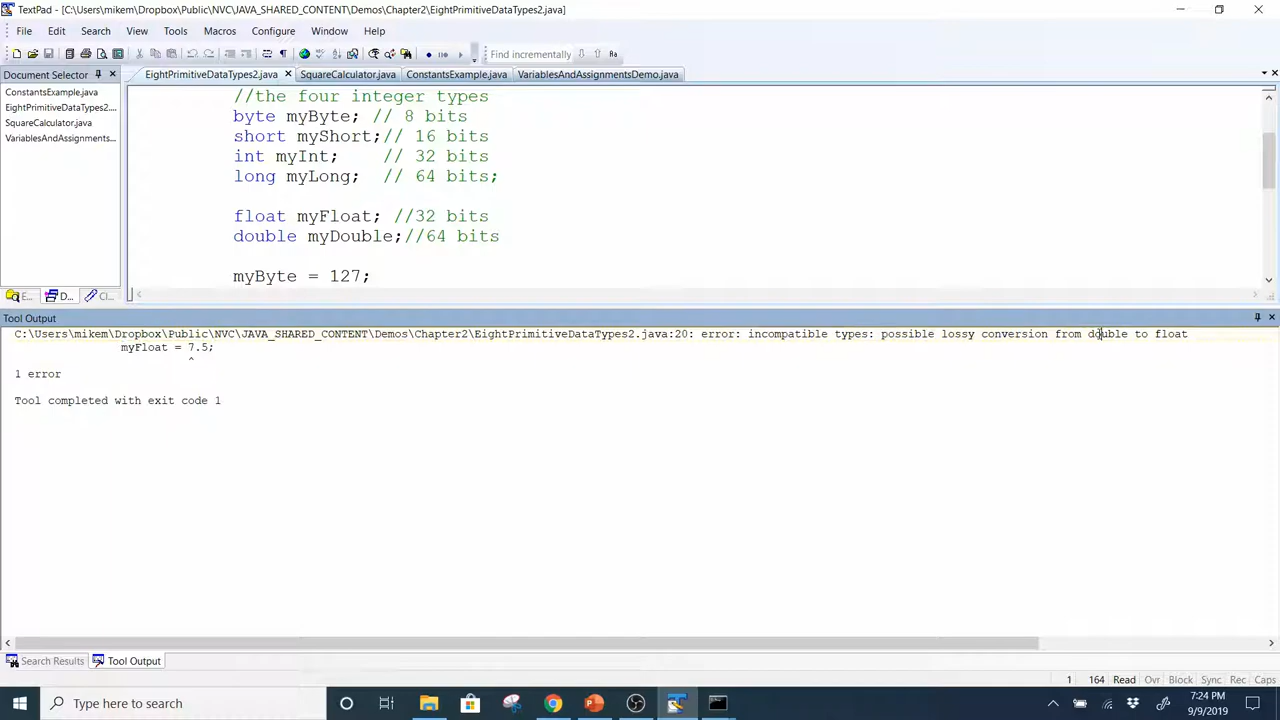 TextPad - [C:\Users\mikem\Dropbox\Public\NVC\JAVA_SHARED_CONTENT\Demos\Chapter2\EightPrimitiveDataTypes2.java]
File Edit Search View Tools Macros Configure Window Help
Find incrementally
Document Selector
EightPrimitiveDataTypes2.java SquareCalculator.java ConstantsExample.java VariablesAndAssignmentsDemo.java
ConstantsExample.java
EightPrimitiveDataTypes2....
SquareCalculator.java
VariablesAndAssignments...
//the four integer types
byte myByte; // 8 bits
short myShort;// 16 bits
int myInt; // 32 bits
long myLong; // 64 bits;
float myFloat; //32 bits
double myDouble;//64 bits
myByte = 127;
E... D... Cl...
Tool Output
C:\Users\mikem\Dropbox\Public\NVC\JAVA_SHARED_CONTENT\Demos\Chapter2\EightPrimitiveDataTypes2.java:20: error: incompatible types: possible lossy conversion from double to float
myFloat = 7.5;
^
1 error
Tool completed with exit code 1
Search Results Tool Output
1 164 Read Ovr Block Sync Rec Caps
Type here to search
7:24 PM
9/9/2019